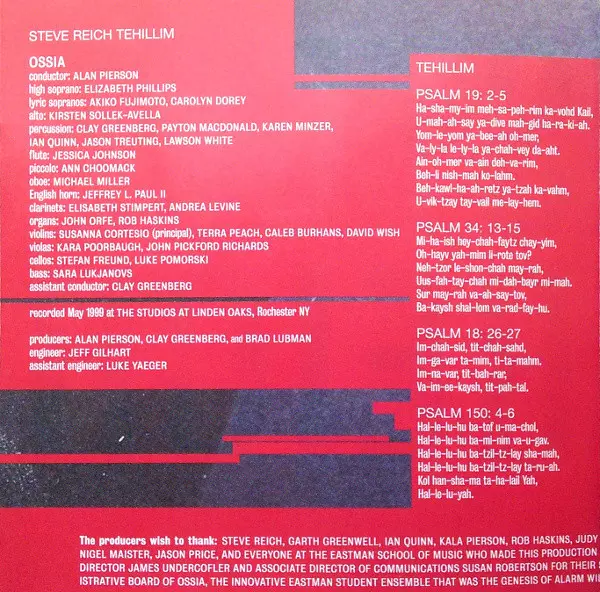 STEVE REICH TEHILLIM
OSSIA
conductor: ALAN PIERSON
high soprano: ELIZABETH PHILLIPS
lyric sopranos: AKIKO FUJIMOTO, CAROLYN DOREY
alto: KIRSTEN SOLLEK-AVELLA
percussion: CLAY GREENBERG, PAYTON MACDONALD, KAREN MINZER,
IAN QUINN, JASON TREUTING, LAWSON WHITE
flute: JESSICA JOHNSON
piccolo: ANN CHOOMACK
oboe: MICHAEL MILLER
English horn: JEFFREY L. PAUL II
clarinets: ELISABETH STIMPERT, ANDREA LEVINE
organs: JOHN ORFE, ROB HASKINS
violins: SUSANNA CORTESIO (principal), TERRA PEACH, CALEB BURHANS, DAVID WISH
violas: KARA POORBAUGH, JOHN PICKFORD RICHARDS
cellos: STEFAN FREUND, LUKE POMORSKI
bass: SARA LUKJANOVS
assistant conductor: CLAY GREENBERG
recorded May 1999 at THE STUDIOS AT LINDEN OAKS, Rochester NY
producers: ALAN PIERSON, CLAY GREENBERG, and BRAD LUBMAN
engineer: JEFF GILHART
assistant engineer: LUKE YAEGER
TEHILLIM
PSALM 19: 2-5
Ha-sha-my-im meh-sa-peh-rim ka-vohd Kail,
U-mah-ah-say ya-dive mah-gid ha-ra-ki-ah.
Yom-le-yom ya-bee-ah oh-mer,
Va-ly-la le-ly-la ya-chah-vey da-aht.
Ain-oh-mer va-ain deh-va-rim,
Beh-li nish-mah ko-lahm.
Beh-kawl-ha-ah-retz ya-tzah ka-vahm,
U-vik-tzay tay-vail me-lay-hem.
PSALM 34: 13-15
Mi-ha-ish hey-chah-faytz chay-yim,
Oh-hayv yah-mim li-rote tov?
Neh-tzor le-shon-chah may-rah,
Uus-fah-tay-chah mi-dah-bayr mi-mah.
Sur may-rah va-ah-say-tov,
Ba-kaysh shal-lom va-rad-fay-hu.
PSALM 18: 26-27
Im-chah-sid, tit-chah-sahd,
Im-ga-var ta-mim, ti-ta-mahm.
Im-na-var, tit-bah-rar,
Va-im-ee-kaysh, tit-pah-tal.
PSALM 150: 4-6
Hal-le-lu-hu ba-tof u-ma-chol,
Hal-le-lu-hu ba-mi-nim va-u-gav.
Hal-le-lu-hu ba-tzil-tz-lay sha-mah,
Hal-le-lu-hu ba-tzil-tz-lay ta-ru-ah.
Kol han-sha-ma ta-ha-lail Yah,
Hal-le-lu-yah.
The producers wish to thank: STEVE REICH, GARTH GREENWELL, IAN QUINN, KALA PIERSON, ROB HASKINS, JUDY
NIGEL MAISTER, JASON PRICE, AND EVERYONE AT THE EASTMAN SCHOOL OF MUSIC WHO MADE THIS PRODUCTION
DIRECTOR JAMES UNDERCOFLER AND ASSOCIATE DIRECTOR OF COMMUNICATIONS SUSAN ROBERTSON FOR THEIR
ISTRATIVE BOARD OF OSSIA, THE INNOVATIVE EASTMAN STUDENT ENSEMBLE THAT WAS THE GENESIS OF ALARM